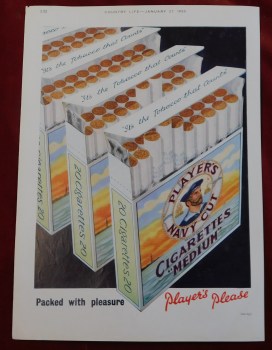 "It's the Tobacco that Counts"
"It's the Tobacco that Counts"
"It's the Tobacco that Counts"
PLAYER'S
NAVY CUT
CIGARETTES
"MEDIUM"
20 Cigarettes 20
20 Cigarettes 20
20 Cigarettes 20
Packed with pleasure
Player's Please